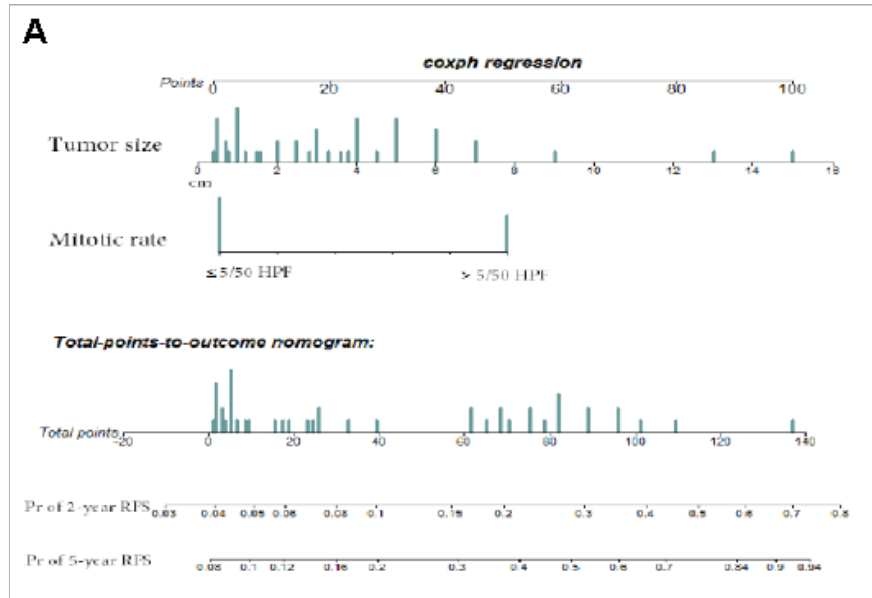 A
coxph regression
Points 0 20 40 60 80 100
Tumor size
0 2 4 6 8 10 12 14 16
cm
Mitotic rate
≤5/50 HPF > 5/50 HPF
Total-points-to-outcome nomogram:
Total points -20 0 20 40 60 80 100 120 140
Pr of 2-year RFS
0.03 0.04 0.05 0.06 0.08 0.1 0.15 0.2 0.3 0.4 0.5 0.6 0.7 0.8
Pr of 5-year RFS
0.08 0.1 0.12 0.16 0.2 0.3 0.4 0.5 0.6 0.7 0.84 0.9 0.94